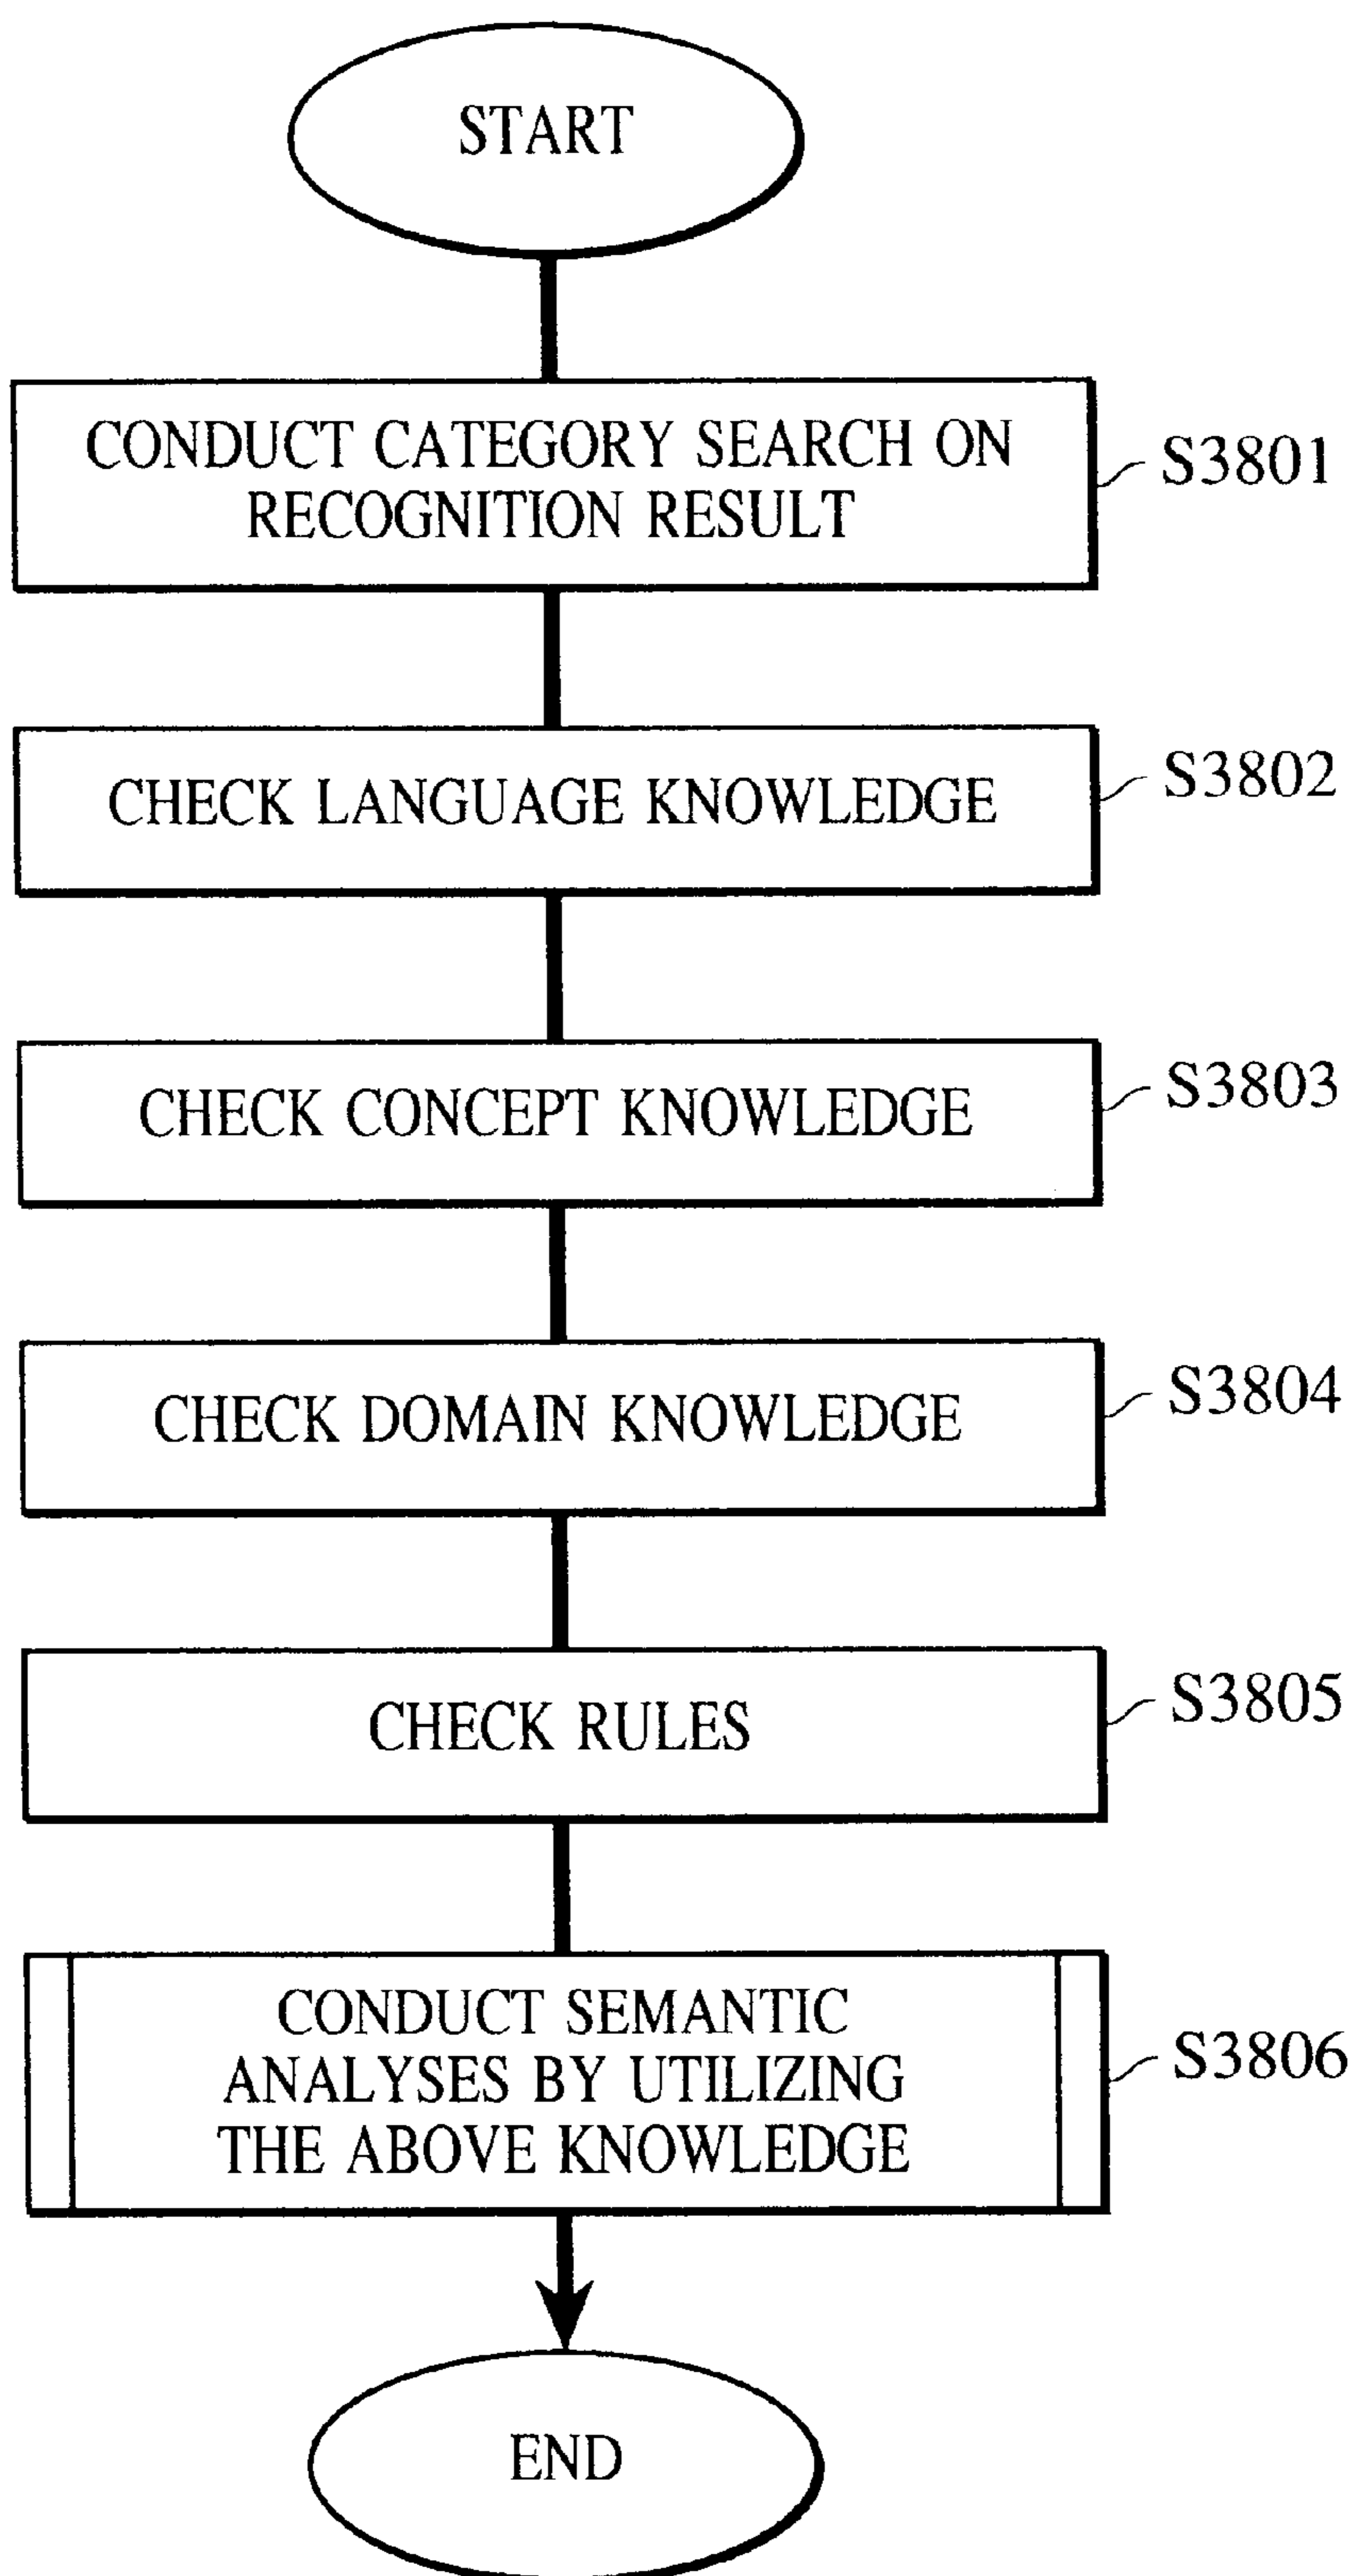 START
CONDUCT CATEGORY SEARCH ON
RECOGNITION RESULT
S3801
CHECK LANGUAGE KNOWLEDGE
S3802
CHECK CONCEPT KNOWLEDGE
S3803
CHECK DOMAIN KNOWLEDGE
S3804
CHECK RULES
S3805
CONDUCT SEMANTIC
ANALYSES BY UTILIZING
THE ABOVE KNOWLEDGE
S3806
END